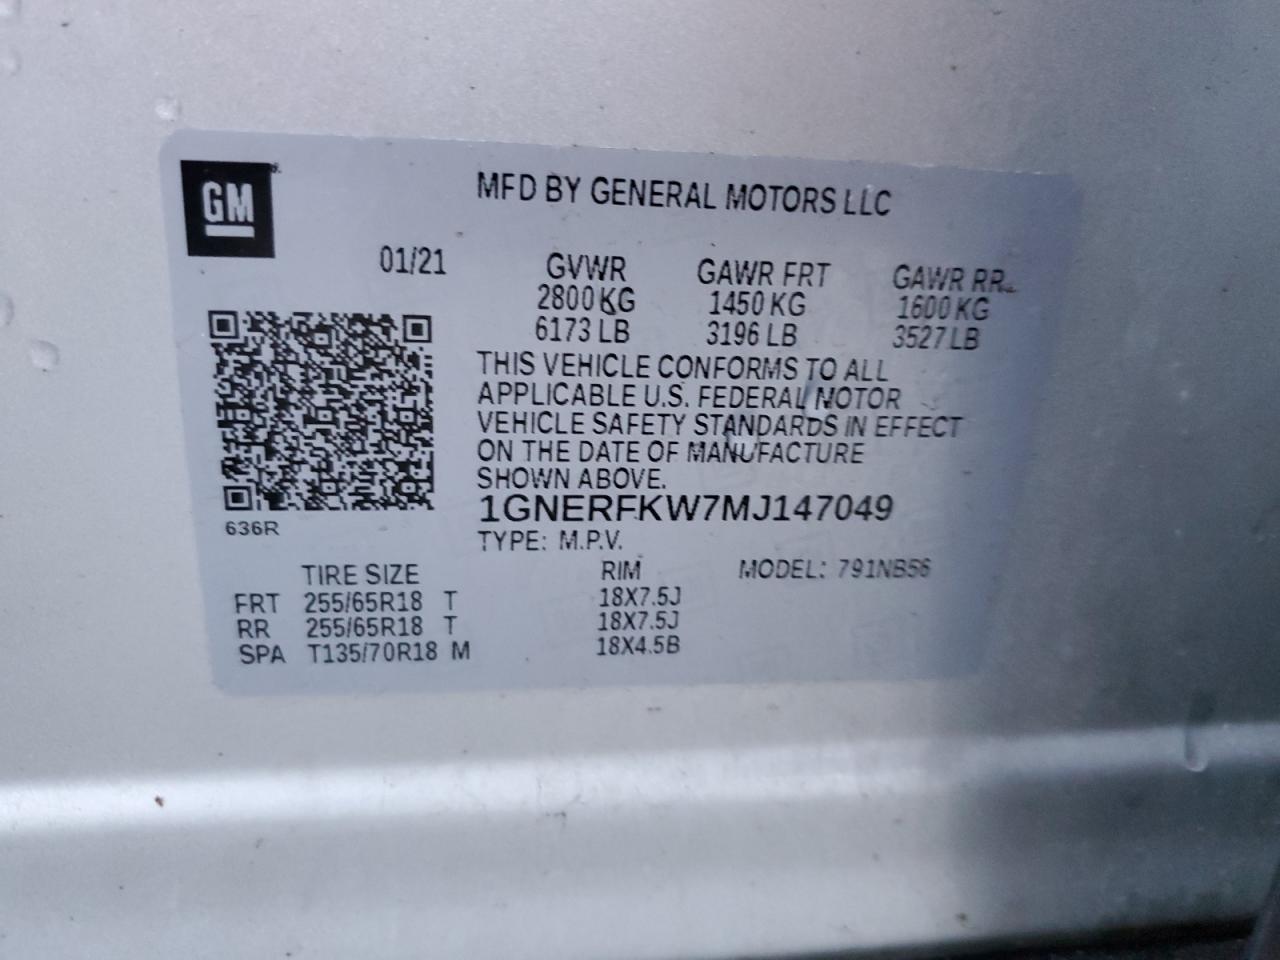 GM
MFD BY GENERAL MOTORS LLC
01/21 GVWR GAWR FRT GAWR RR
2800 KG 1450 KG 1600 KG
6173 LB 3196 LB 3527 LB
THIS VEHICLE CONFORMS TO ALL
APPLICABLE U.S. FEDERAL MOTOR
VEHICLE SAFETY STANDARDS IN EFFECT
ON THE DATE OF MANUFACTURE
SHOWN ABOVE.
1GNERFKW7MJ147049
636R
TYPE: M.P.V.
TIRE SIZE RIM MODEL: 791NB56
FRT 255/65R18 T 18X7.5J
RR 255/65R18 T 18X7.5J
SPA T135/70R18 M 18X4.5B